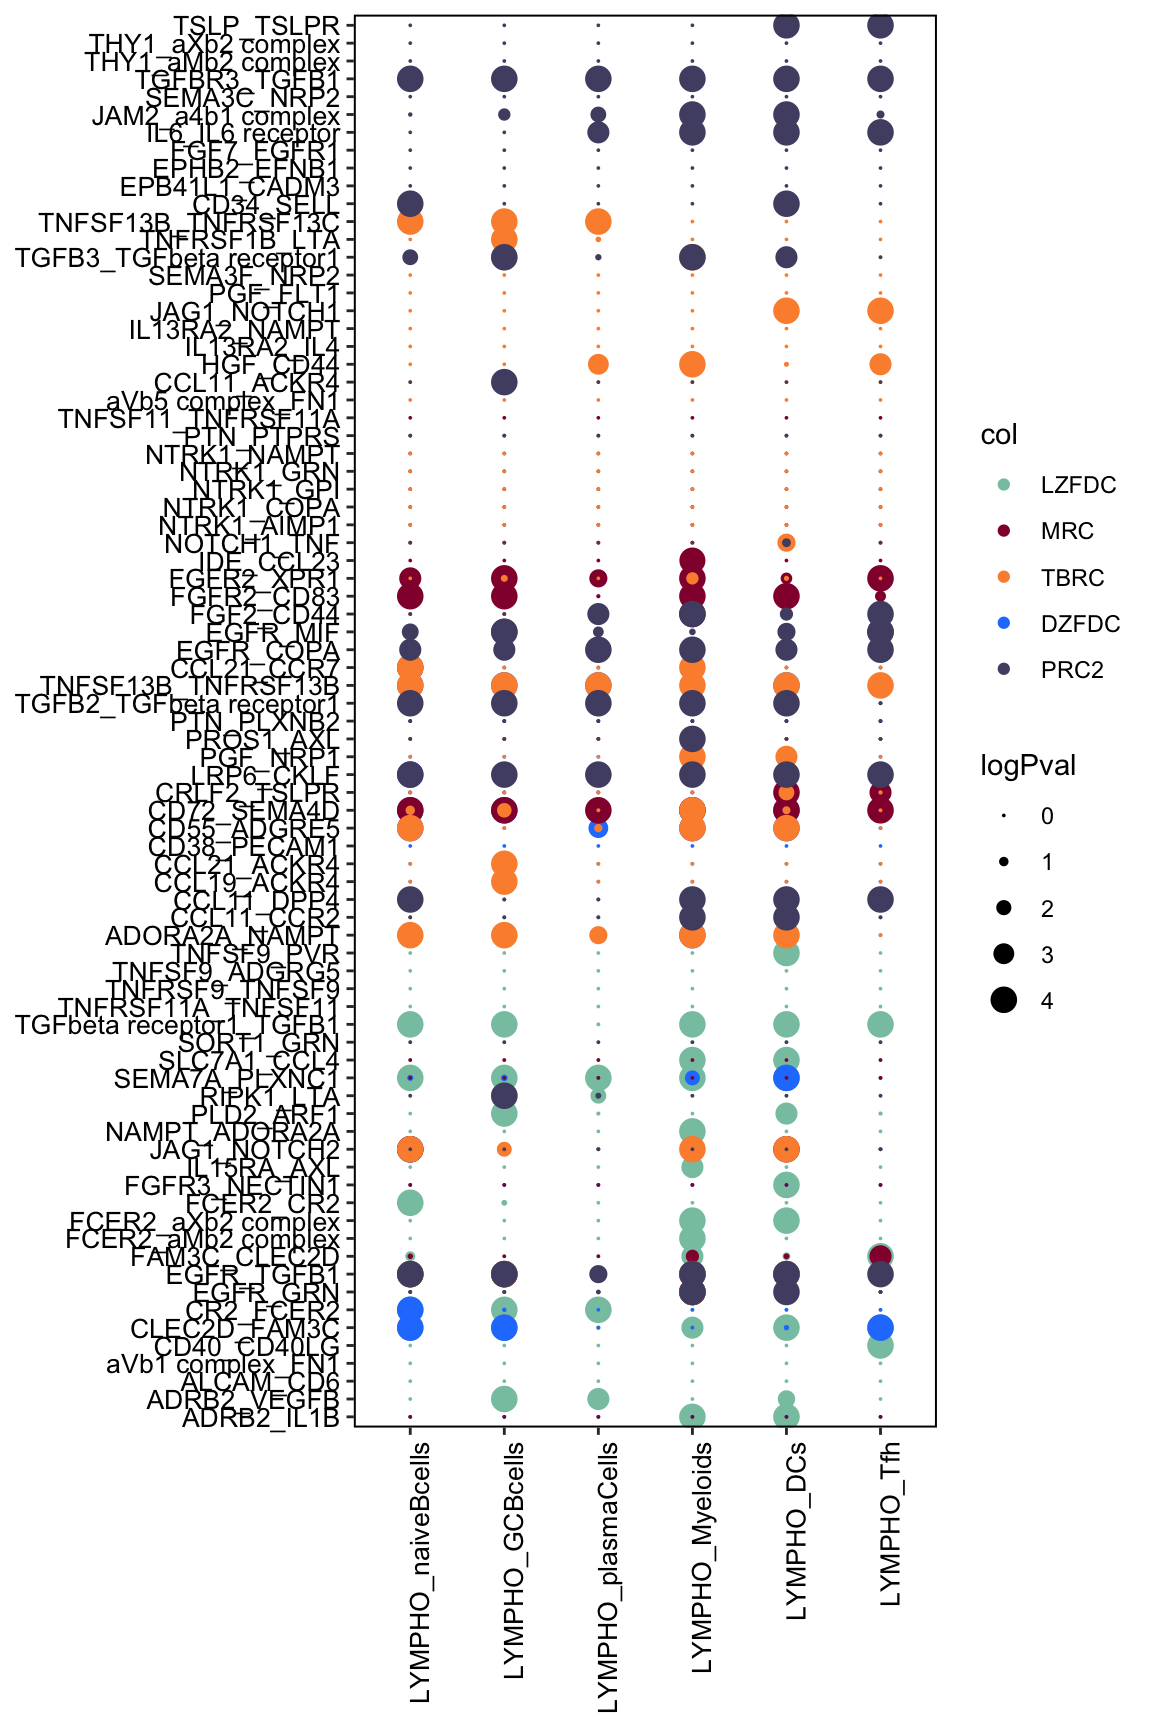 TSLP_TSLPR
THY1_aXb2 complex
THY1_aMb2 complex
TGFBR3_TGFB1
SEMA3C_NRP2
JAM2_a4b1 complex
IL6_IL6 receptor
FGF7_FGFR1
EPHB2_EFNB1
EPB41L1_CADM3
CD34_SELL
TNFSF13B_TNFRSF13C
TNFRSF1B_LTA
TGFB3_TGFbeta receptor1
SEMA3F_NRP2
PGF_FLT1
JAG1_NOTCH1
IL13RA2_NAMPT
IL13RA2_IL4
HGF_CD44
CCL11_ACKR4
aVb5 complex_FN1
TNFSF11_TNFRSF11A
PTN_PTPRS
NTRK1_NAMPT
NTRK1_GRN
NTRK1_GPI
NTRK1_COPA
NTRK1_AIMP1
NOTCH1_TNF
IDE_CCL23
FGFR2_XPR1
FGFR2_CD83
FGF2_CD44
EGFR_MIF
EGFR_COPA
CCL21_CCR7
TNFSF13B_TNFRSF13B
TGFB2_TGFbeta receptor1
PTN_PLXNB2
PROS1_AXL
PGF_NRP1
LRP6_CKLF
CRLF2_TSLPR
CD72_SEMA4D
CD55_ADGRE5
CD38_PECAM1
CCL21_ACKR4
CCL19_ACKR4
CCL11_DPP4
CCL11_CCR2
ADORA2A_NAMPT
TNFSF9_PVR
TNFSF9_ADGRG5
TNFRSF9_TNFSF9
TNFRSF11A_TNFSF11
TGFbeta receptor1_TGFB1
SORT1_GRN
SLC7A1_CCL4
SEMA7A_PLXNC1
RIPK1_LTA
PLD2_ARF1
NAMPT_ADORA2A
JAG1_NOTCH2
IL15RA_AXL
FGFR3_NECTIN1
FCER2_CR2
FCER2_aXb2 complex
FCER2_aMb2 complex
FAM3C_CLEC2D
EGFR_TGFB1
EGFR_GRN
CR2_FCER2
CLEC2D_FAM3C
CD40_CD40LG
aVb1 complex_FN1
ALCAM_CD6
ADRB2_VEGFB
ADRB2_IL1B
LYMPHO_naiveBcells
LYMPHO_GCBcells
LYMPHO_plasmaCells
LYMPHO_Myeloids
LYMPHO_DCs
LYMPHO_Tfh
col
LZFDC
MRC
TBRC
DZFDC
PRC2
logPval
0
1
2
3
4